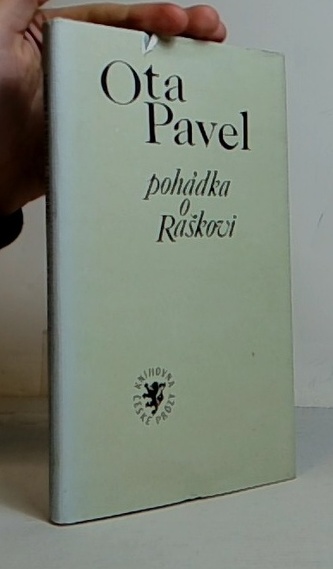 Ota
Pavel
pohádka
o
Raškovi
KNIHOVNA
ČESKÉ PRÓZY